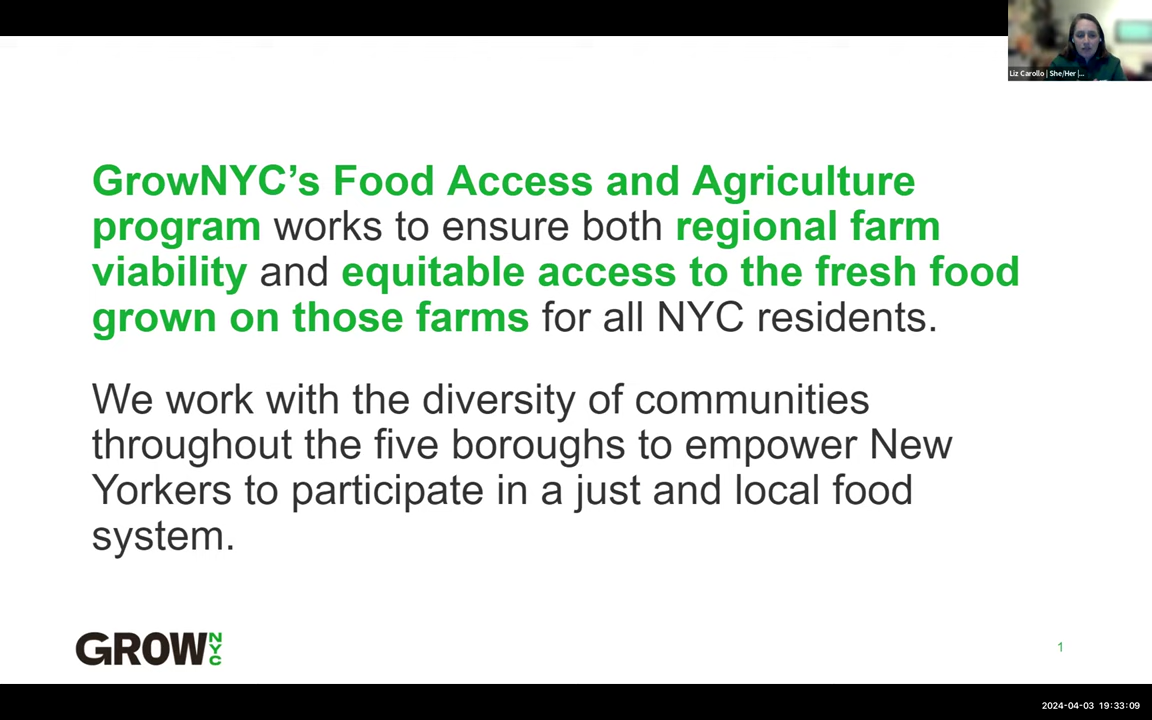 Liz Carollo | She/Her |...
GrowNYC’s Food Access and Agriculture
program works to ensure both regional farm
viability and equitable access to the fresh food
grown on those farms for all NYC residents.
We work with the diversity of communities
throughout the five boroughs to empower New
Yorkers to participate in a just and local food
system.
GROW NYC
1
2024-04-03 19:33:09